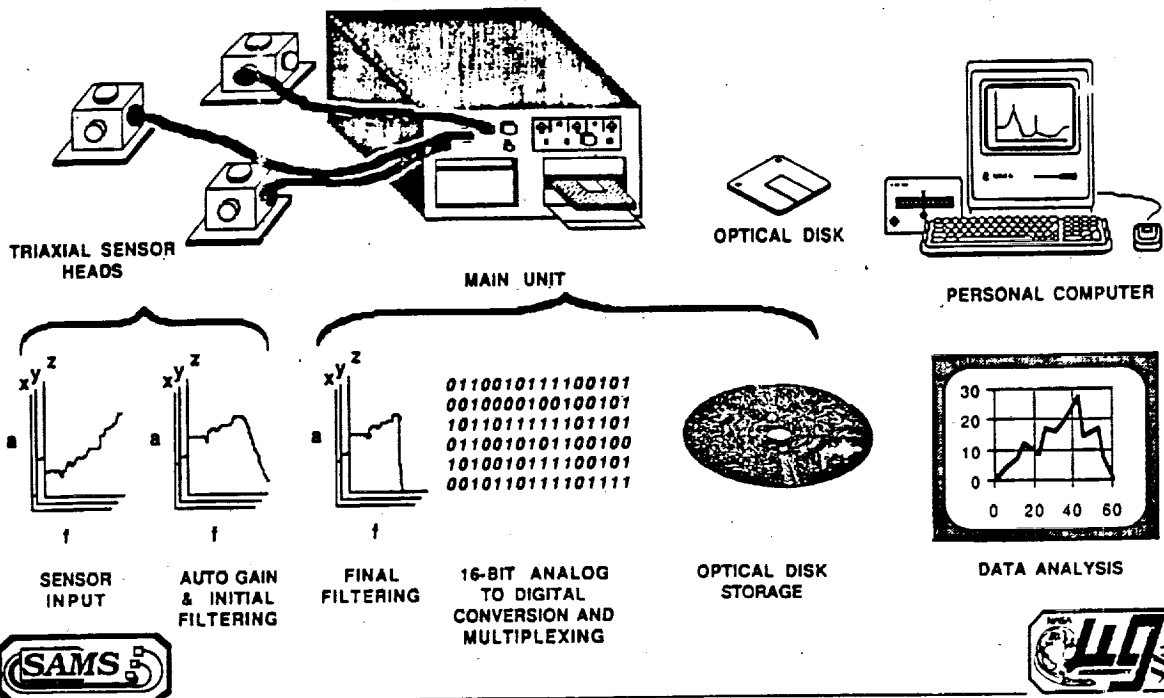 TRIAXIAL SENSOR
HEADS
MAIN UNIT
OPTICAL DISK
PERSONAL COMPUTER
x y z
a
f
SENSOR
INPUT
x y z
a
f
AUTO GAIN
& INITIAL
FILTERING
x y z
a
f
FINAL
FILTERING
0110010111100101
0010000100100101
1011011111101101
0110010101100100
1010010111100101
0010110111101111
16-BIT ANALOG
TO DIGITAL
CONVERSION AND
MULTIPLEXING
OPTICAL DISK
STORAGE
30
20
10
0
0 20 40 60
DATA ANALYSIS
SAMS
NASA
µg